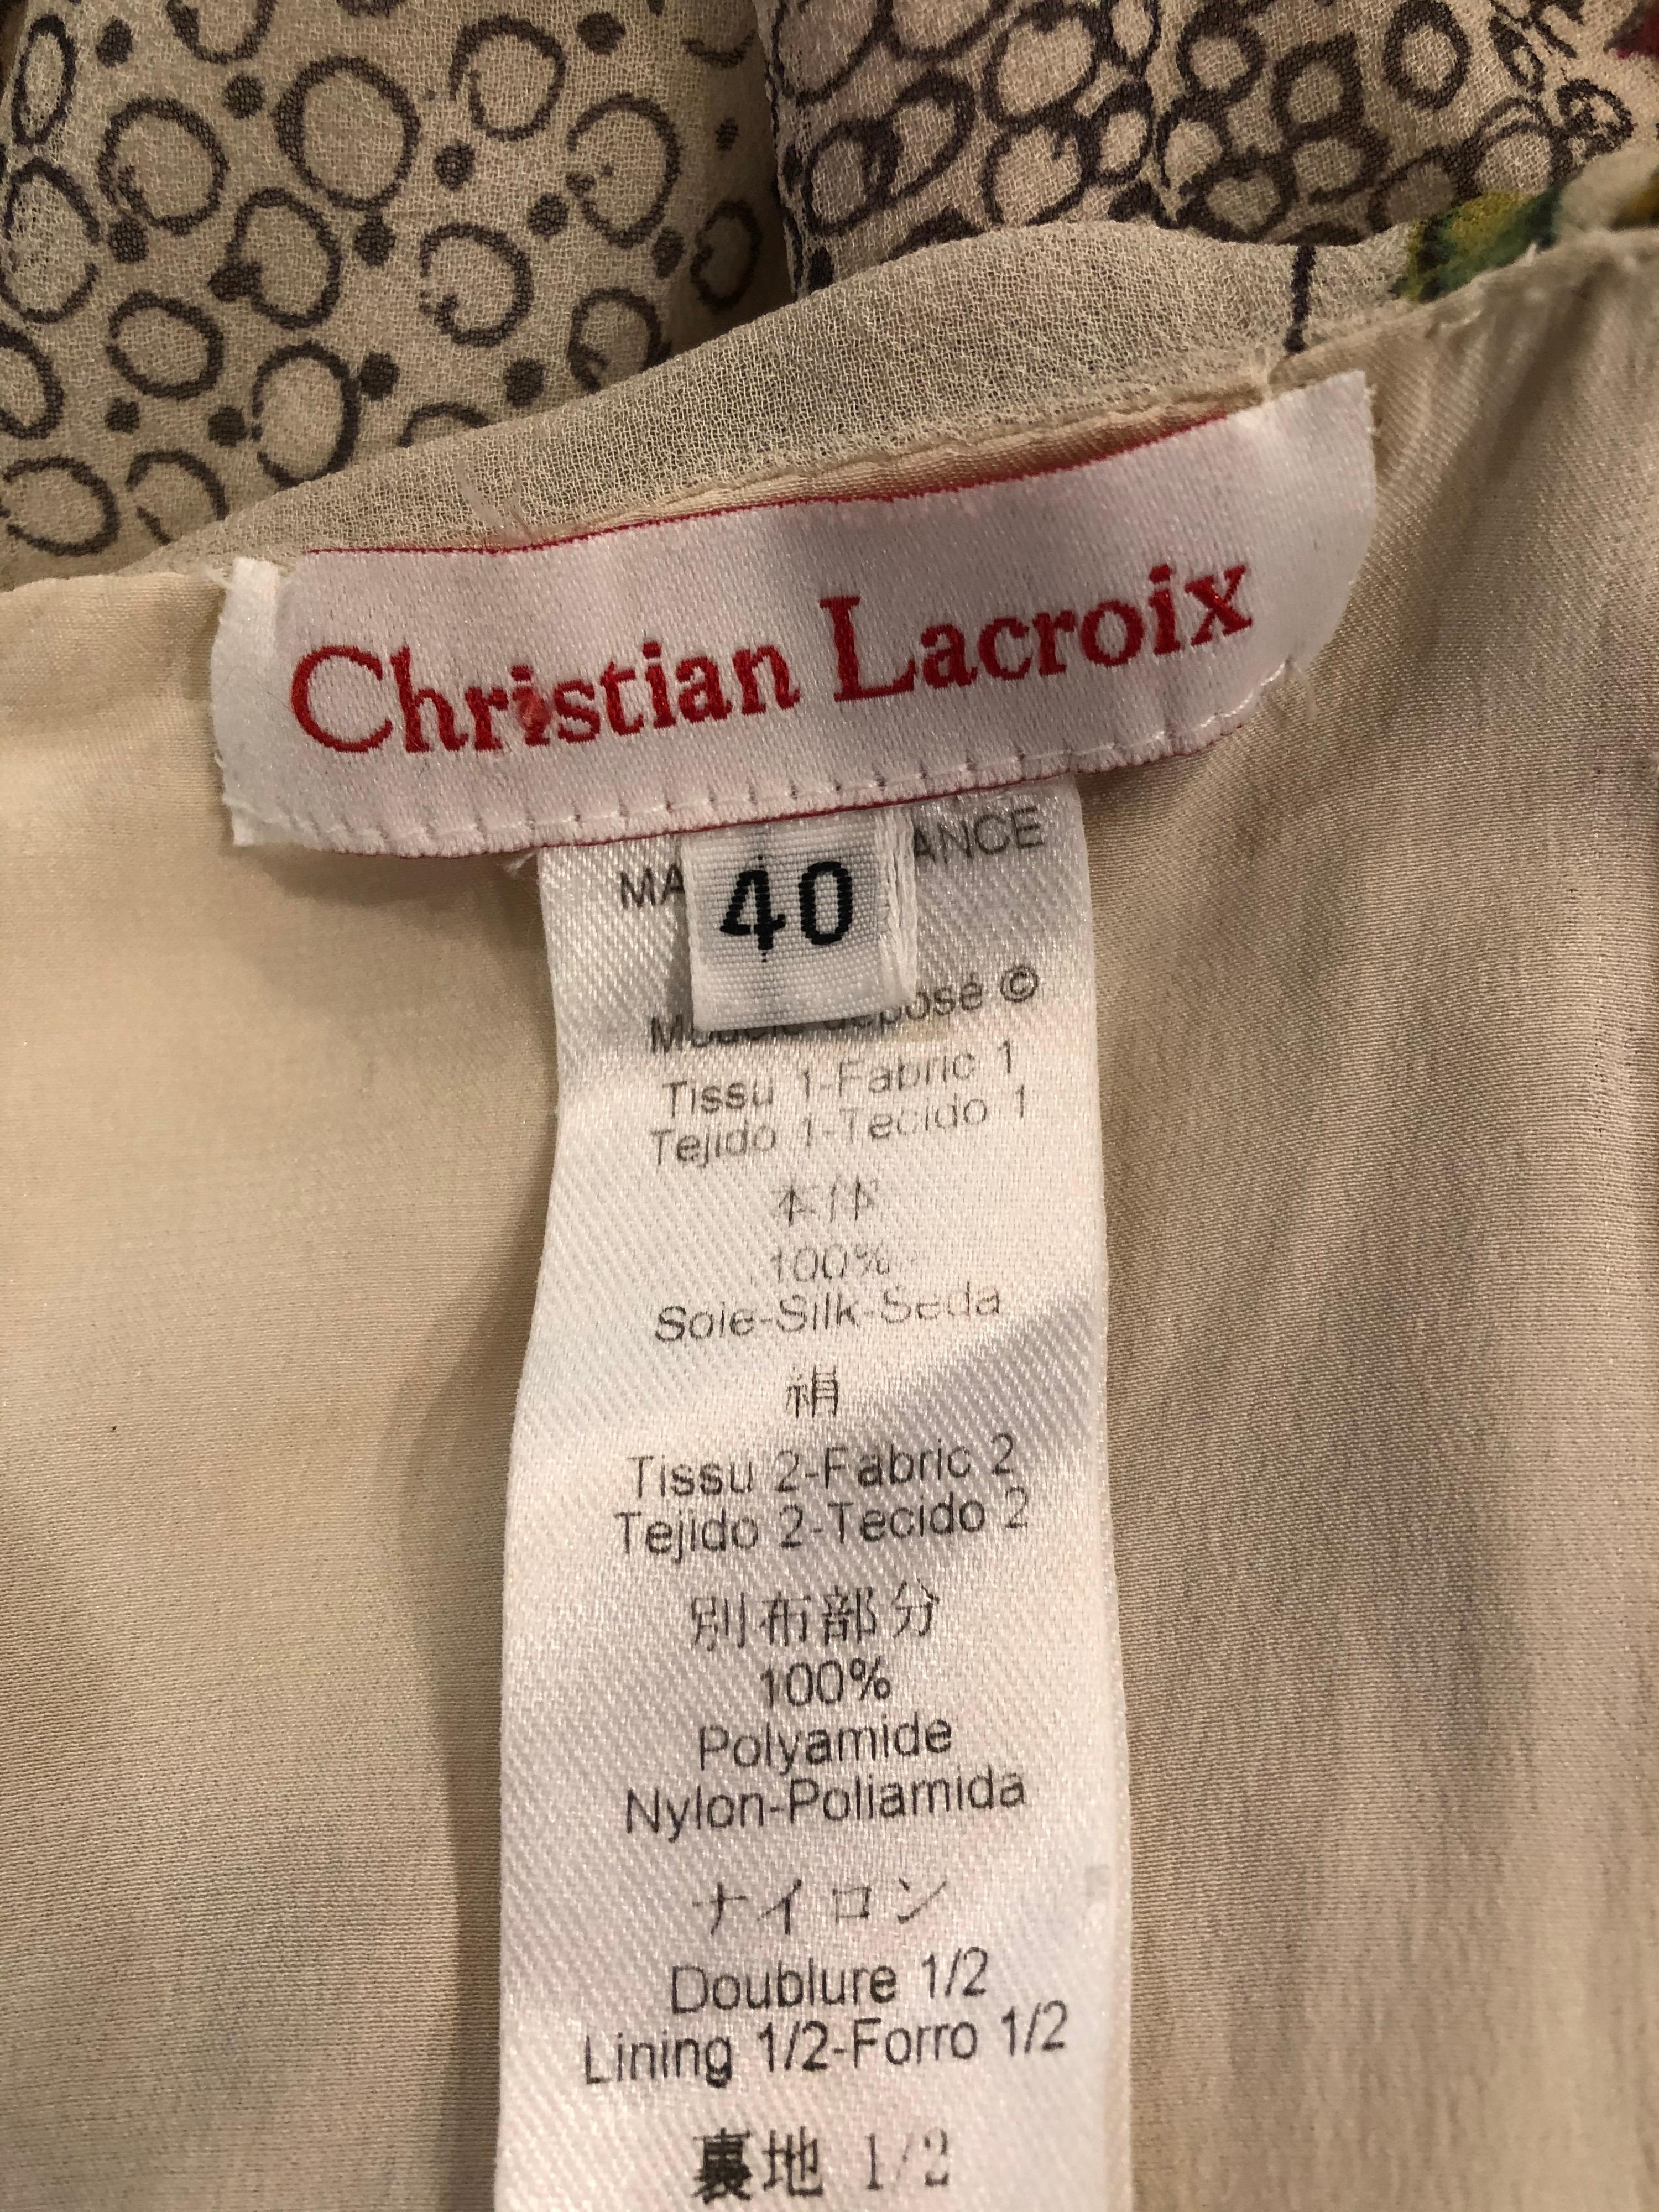 Christian Lacroix
40
déposé ©
Tissu 1-Fabric 1
Tejido 1-Tecido 1
本体
100%
Soie-Silk-Seda
絹
Tissu 2-Fabric 2
Tejido 2-Tecido 2
別布部分
100%
Polyamide
Nylon-Poliamida
ナイロン
Doublure 1/2
Lining 1/2-Forro 1/2
裏地 1/2